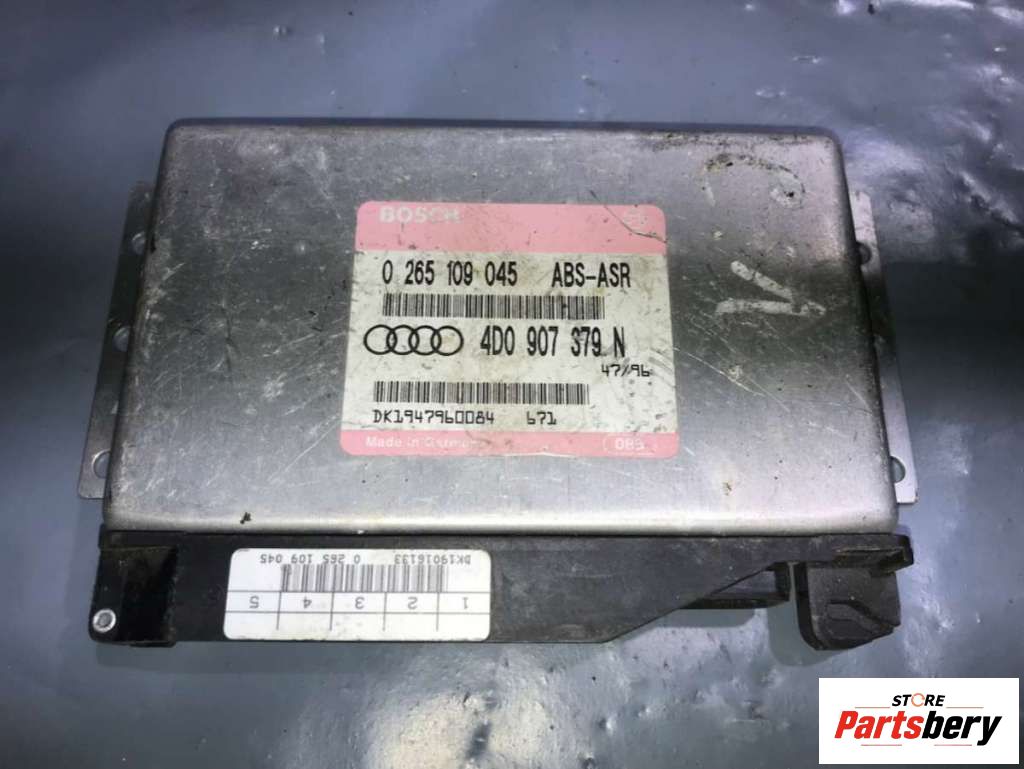 BOSCH
0 265 109 045 ABS-ASR
4D0 907 379 N
47/96
DK1947960084 671
Made in German
DK19016133 0 265 109 045
1 2 3 4 5
STORE
Partsbery